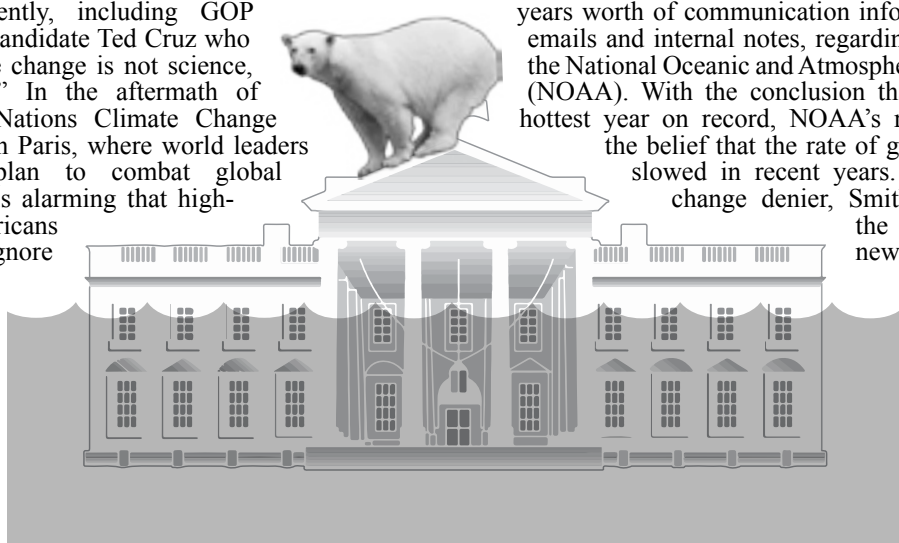 ently, including GOP
andidate Ted Cruz who
e change is not science,
” In the aftermath of
Nations Climate Change
n Paris, where world leaders
plan to combat global
s alarming that high-
ricans
gnore
years worth of communication info
emails and internal notes, regardin
the National Oceanic and Atmosphe
(NOAA). With the conclusion th
hottest year on record, NOAA’s r
the belief that the rate of g
slowed in recent years.
change denier, Smit
the
new